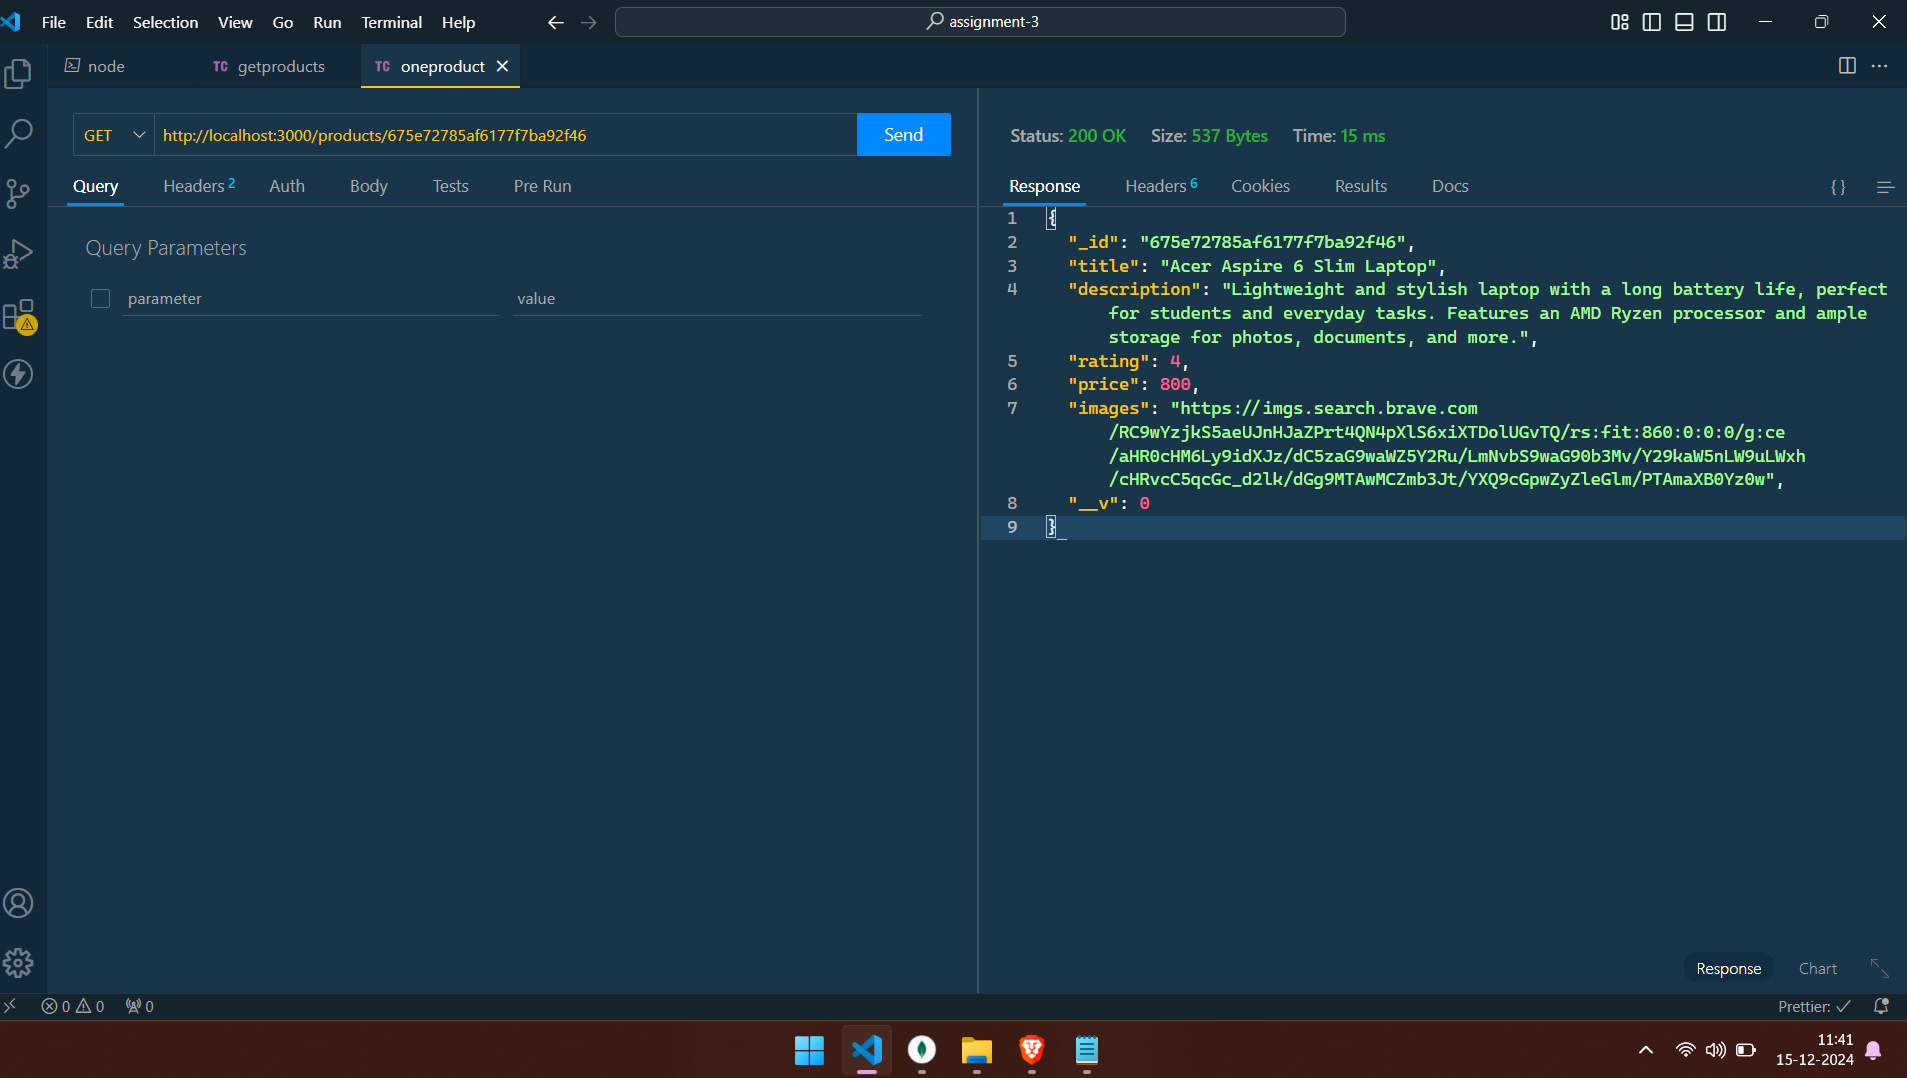 File Edit Selection View Go Run Terminal Help
assignment-3
node
TC getproducts
TC oneproduct
GET
http://localhost:3000/products/675e72785af6177f7ba92f46
Send
Query
Headers 2
Auth
Body
Tests
Pre Run
Query Parameters
parameter
value
Status: 200 OK Size: 537 Bytes Time: 15 ms
Response
Headers 6
Cookies
Results
Docs
{ }
1 {
2 "_id": "675e72785af6177f7ba92f46",
3 "title": "Acer Aspire 6 Slim Laptop",
4 "description": "Lightweight and stylish laptop with a long battery life, perfect
for students and everyday tasks. Features an AMD Ryzen processor and ample
storage for photos, documents, and more.",
5 "rating": 4,
6 "price": 800,
7 "images": "https://imgs.search.brave.com
/RC9wYzjkS5aeUJnHJaZPrt4QN4pXlS6xiXTDolUGvTQ/rs:fit:860:0:0:0/g:ce
/aHR0cHM6Ly9idXJz/dC5zaG9waWZ5Y2Ru/LmNvbS9waG90b3Mv/Y29kaW5nLW9uLWxh
/cHRvcC5qcGc_d2lk/dGg9MTAwMCZmb3Jt/YXQ9cGpwZyZleGlm/PTAmaXB0Yz0w",
8 "__v": 0
9 }
Response
Chart
0 0
0
Prettier:
11:41
15-12-2024